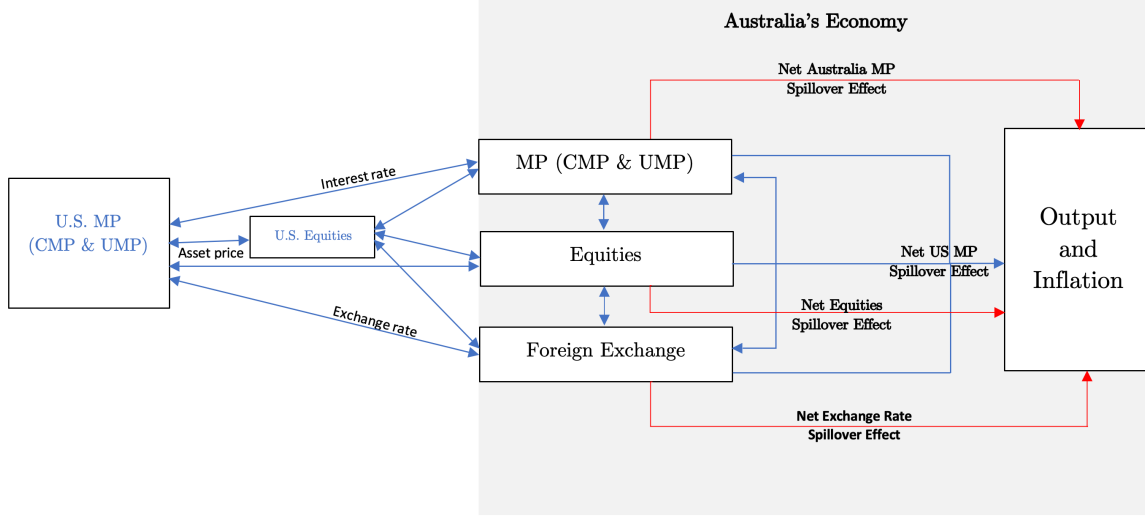 Australia's Economy
Net Australia MP
Spillover Effect
MP (CMP & UMP)
Interest rate
U.S. MP
(CMP & UMP)
U.S. Equities
Asset price
Equities
Net US MP
Spillover Effect
Output
and
Inflation
Net Equities
Spillover Effect
Exchange rate
Foreign Exchange
Net Exchange Rate
Spillover Effect